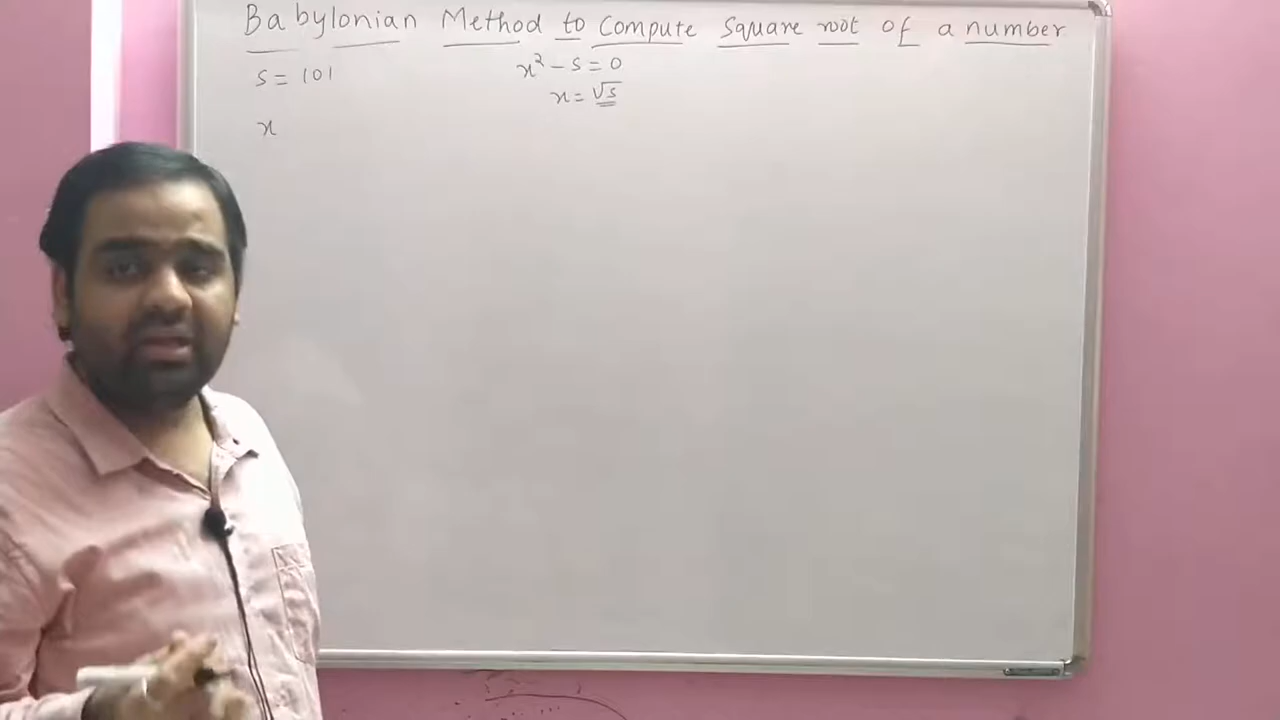 Babylonian Method to Compute Square root of a number
S = 101
x² - S = 0
x = √S
x